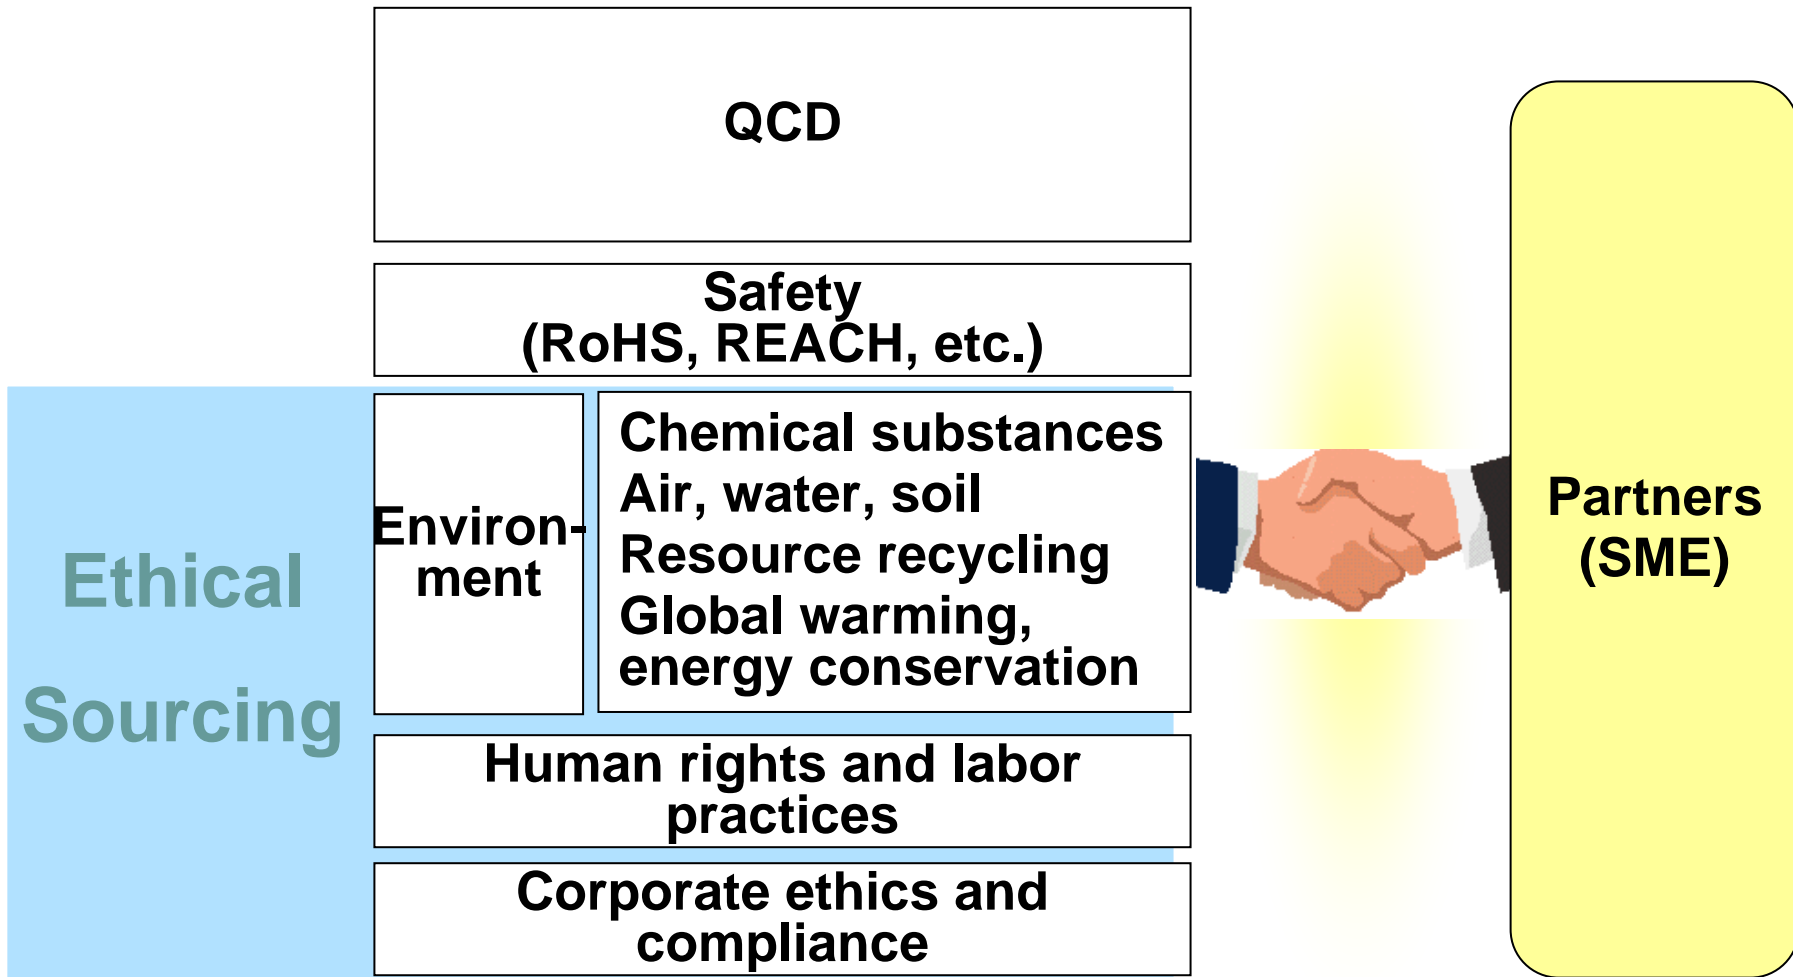 QCD
Safety
(RoHS, REACH, etc.)
Ethical
Sourcing
Environ-
ment
Chemical substances
Air, water, soil
Resource recycling
Global warming,
energy conservation
Human rights and labor
practices
Corporate ethics and
compliance
Partners
(SME)